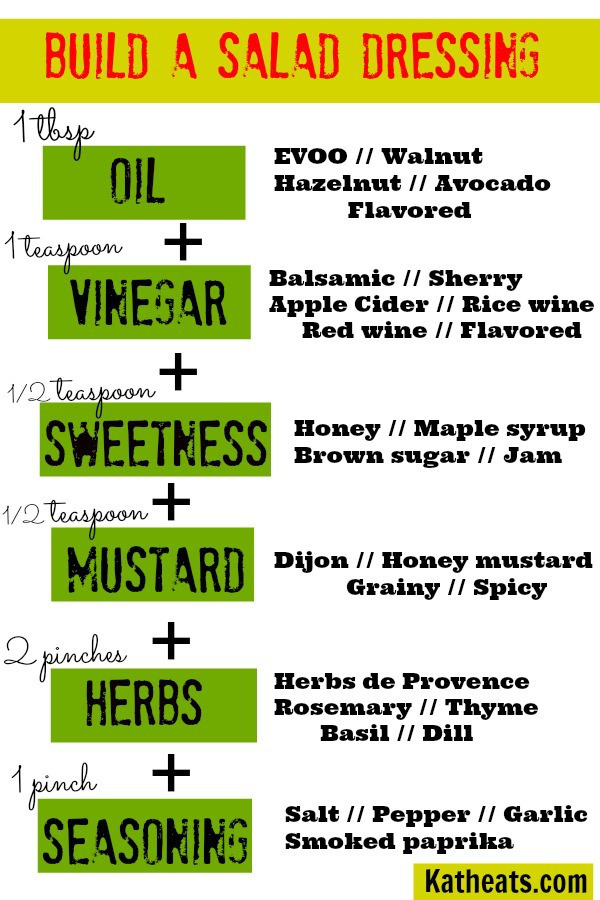 BUILD A SALAD DRESSING
1 tbsp
OIL
EVOO // Walnut
Hazelnut // Avocado
Flavored
+
1 teaspoon
VINEGAR
Balsamic // Sherry
Apple Cider // Rice wine
Red wine // Flavored
+
1/2 teaspoon
SWEETNESS
Honey // Maple syrup
Brown sugar // Jam
+
1/2 teaspoon
MUSTARD
Dijon // Honey mustard
Grainy // Spicy
+
2 pinches
HERBS
Herbs de Provence
Rosemary // Thyme
Basil // Dill
+
1 pinch
SEASONING
Salt // Pepper // Garlic
Smoked paprika
Katheats.com